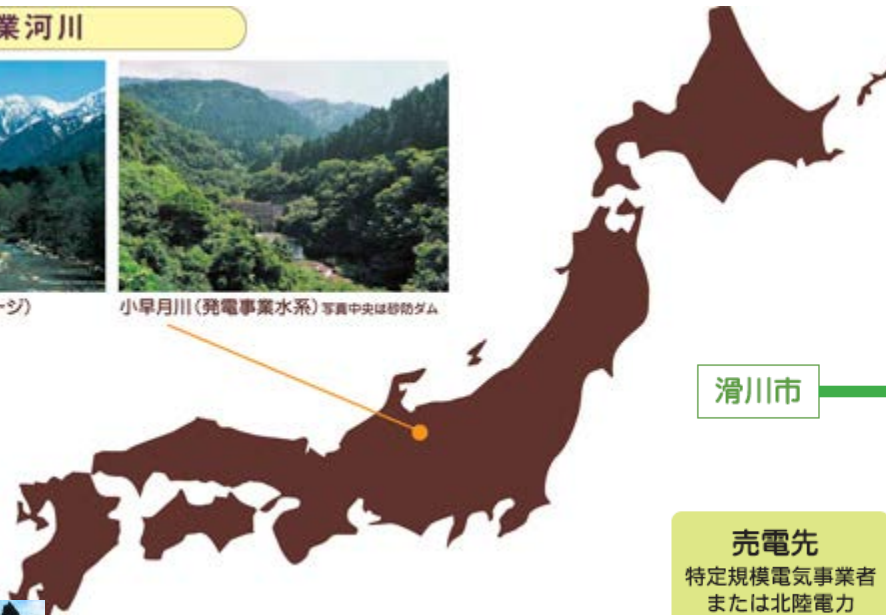 業河川
ージ)
小早月川(発電事業水系)写真中央は砂防ダム
滑川市
売電先
特定規模電気事業者
または北陸電力